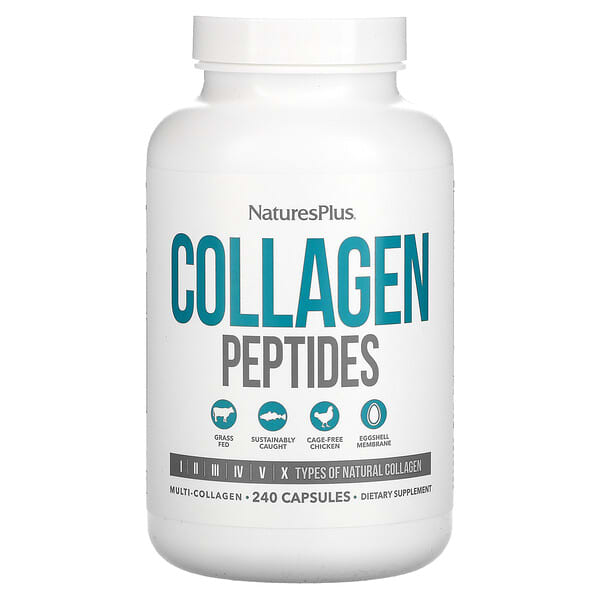 NaturesPlus.
COLLAGEN
PEPTIDES
GRASS FED
SUSTAINABLY CAUGHT
CAGE-FREE CHICKEN
EGGSHELL MEMBRANE
I | II | III | IV | V | X TYPES OF NATURAL COLLAGEN
MULTI-COLLAGEN • 240 CAPSULES • DIETARY SUPPLEMENT